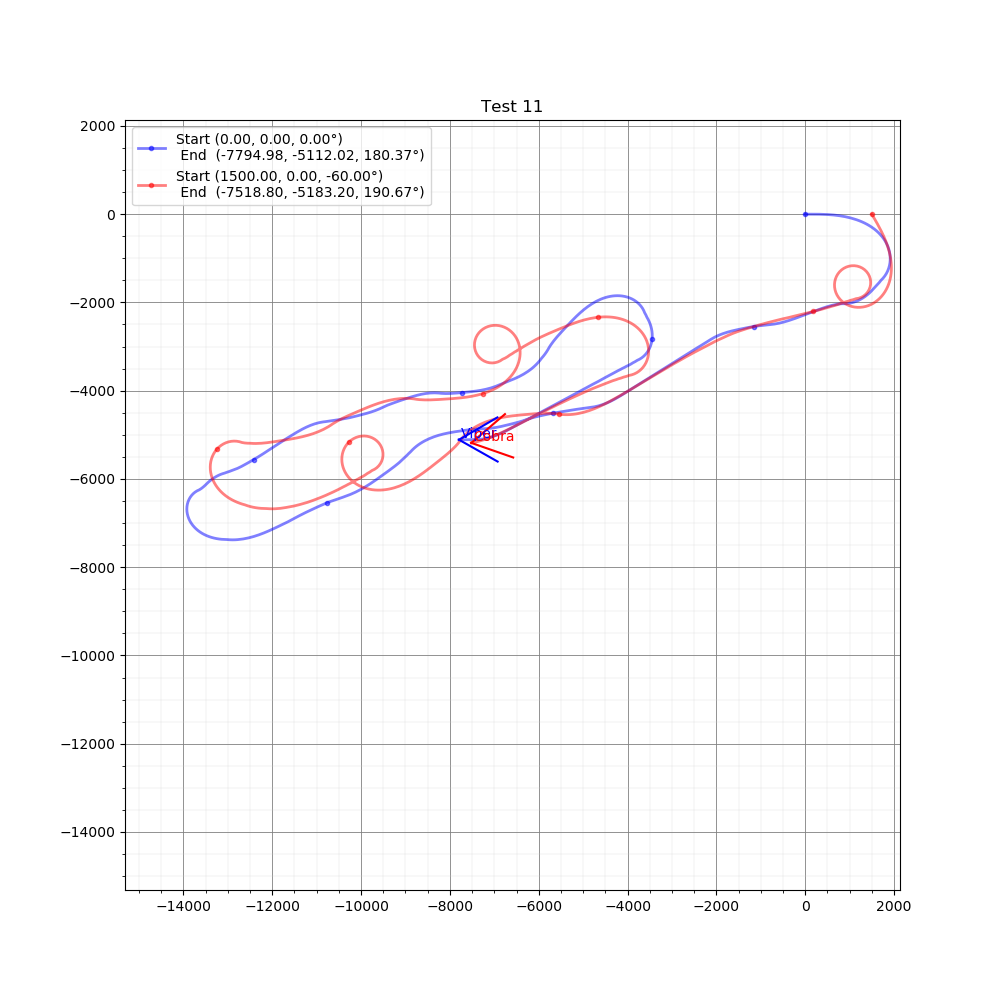 Test 11
Start (0.00, 0.00, 0.00°)
End (-7794.98, -5112.02, 180.37°)
Start (1500.00, 0.00, -60.00°)
End (-7518.80, -5183.20, 190.67°)
2000
0
−2000
−4000
−6000
−8000
−10000
−12000
−14000
Viper
−14000 −12000 −10000 −8000 −6000 −4000 −2000 0 2000